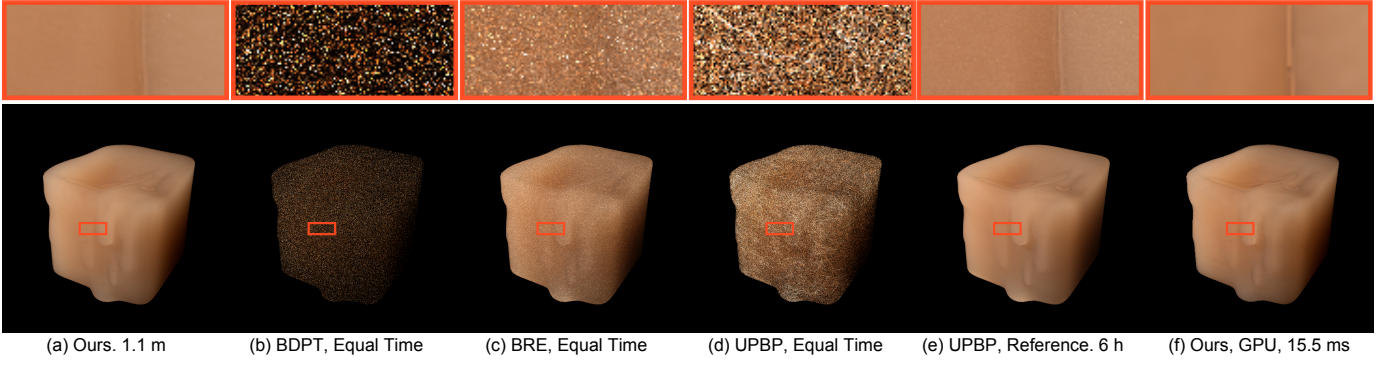 (a) Ours. 1.1 m
(b) BDPT, Equal Time
(c) BRE, Equal Time
(d) UPBP, Equal Time
(e) UPBP, Reference. 6 h
(f) Ours, GPU, 15.5 ms